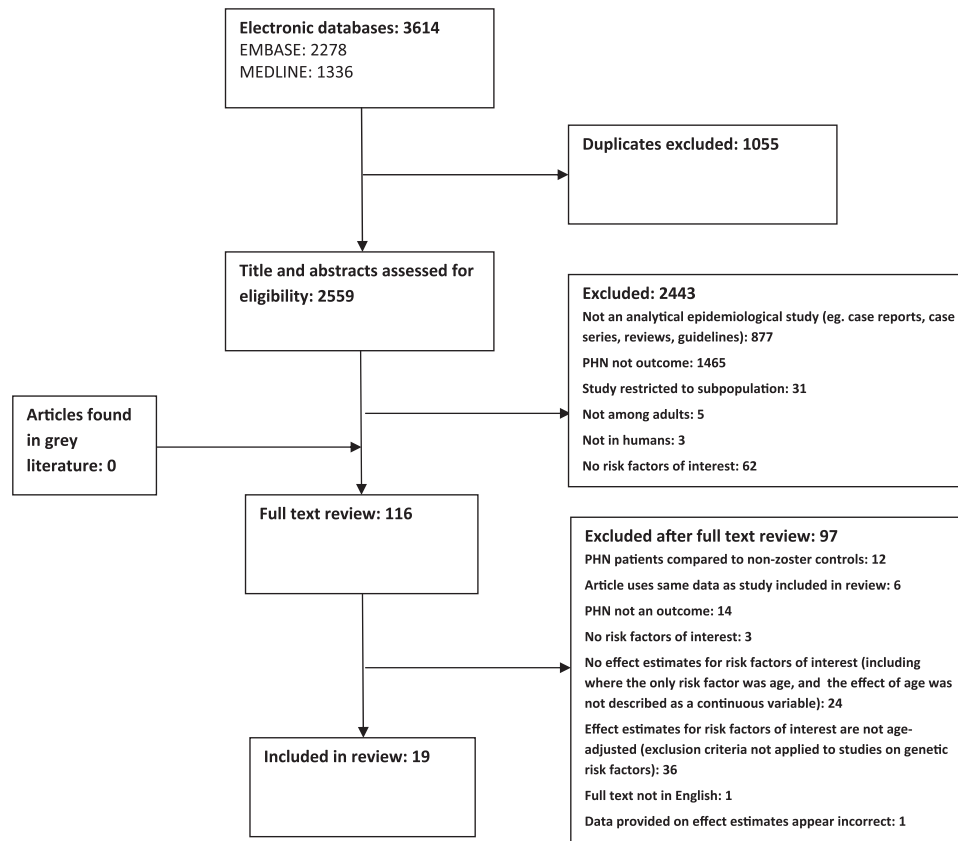 Electronic databases: 3614
EMBASE: 2278
MEDLINE: 1336
Duplicates excluded: 1055
Title and abstracts assessed for
eligibility: 2559
Excluded: 2443
Not an analytical epidemiological study (eg. case reports, case
series, reviews, guidelines): 877
PHN not outcome: 1465
Study restricted to subpopulation: 31
Not among adults: 5
Not in humans: 3
No risk factors of interest: 62
Articles found
in grey
literature: 0
Full text review: 116
Excluded after full text review: 97
PHN patients compared to non-zoster controls: 12
Article uses same data as study included in review: 6
PHN not an outcome: 14
No risk factors of interest: 3
No effect estimates for risk factors of interest (including
where the only risk factor was age, and the effect of age was
not described as a continuous variable): 24
Effect estimates for risk factors of interest are not age-
adjusted (exclusion criteria not applied to studies on genetic
risk factors): 36
Full text not in English: 1
Data provided on effect estimates appear incorrect: 1
Included in review: 19